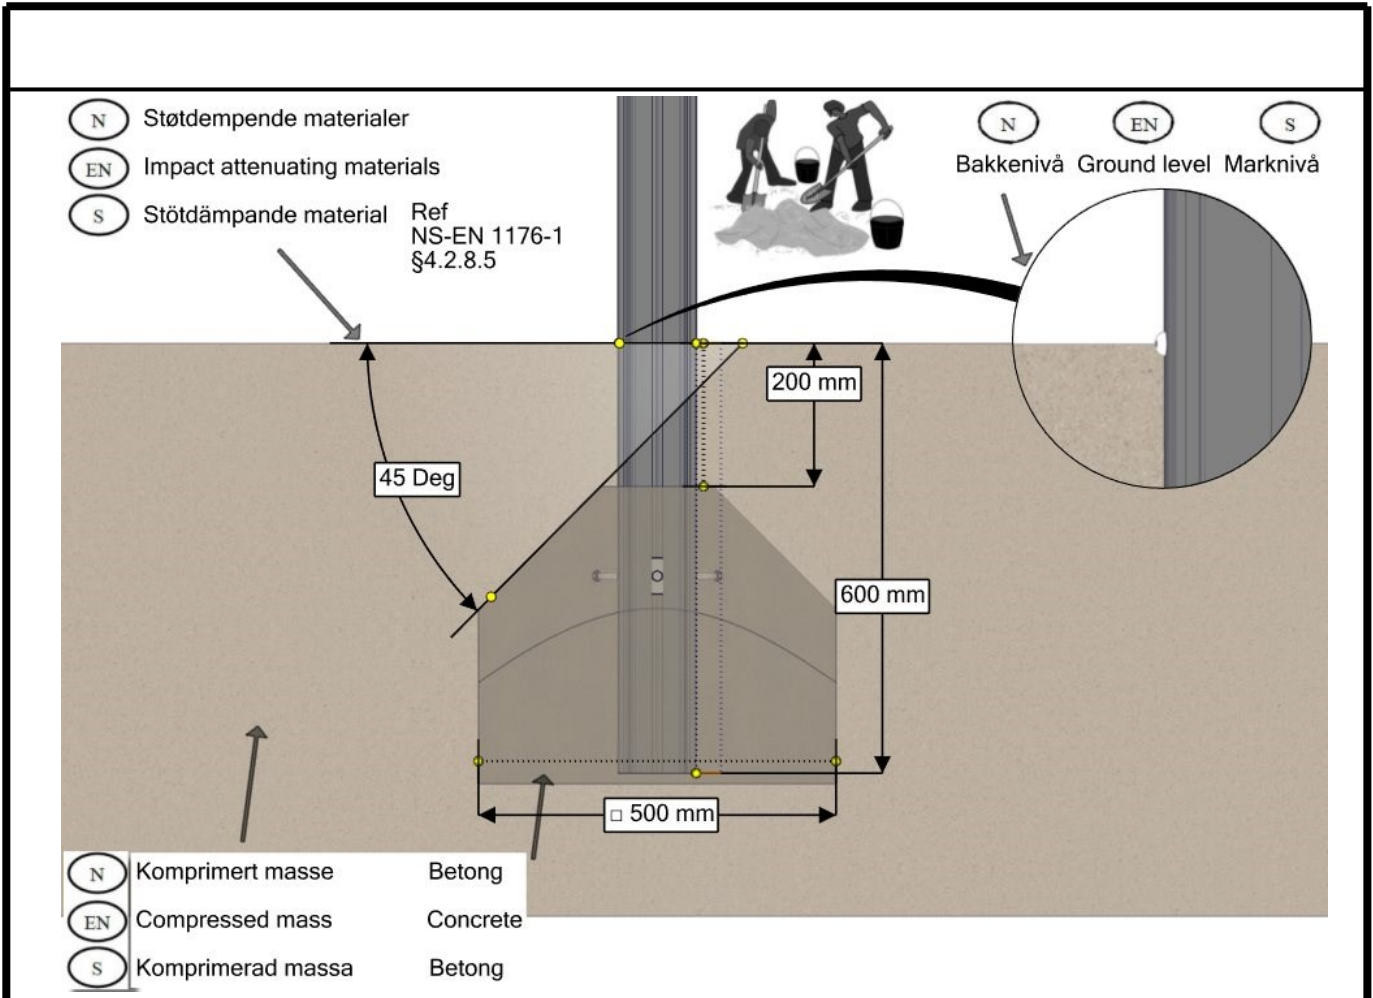 N Støtdempende materialer
EN Impact attenuating materials
S Stötdämpande material
Ref
NS-EN 1176-1
§4.2.8.5
N EN S
Bakkenivå Ground level Marknivå
200 mm
45 Deg
600 mm
□ 500 mm
N Komprimert masse Betong
EN Compressed mass Concrete
S Komprimerad massa Betong